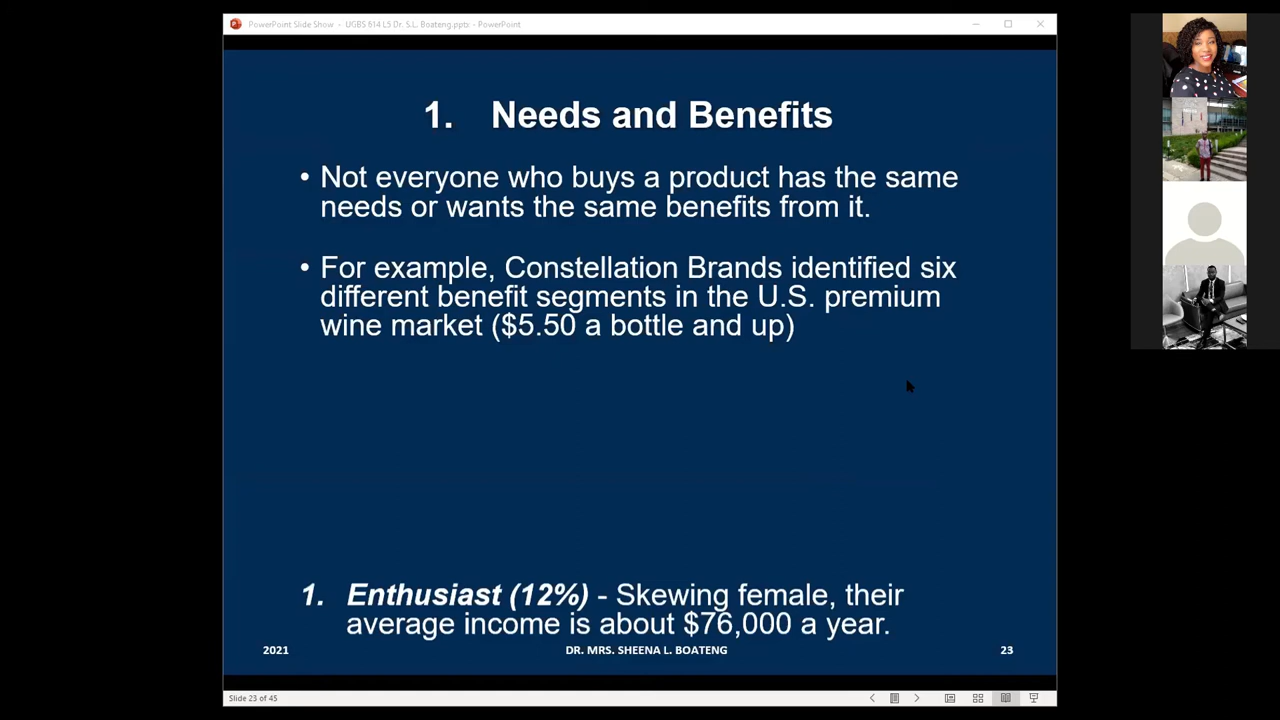 PowerPoint Slide Show - UGBS 614 L5 Dr. S.L. Boateng.pptx - PowerPoint
1. Needs and Benefits
• Not everyone who buys a product has the same
needs or wants the same benefits from it.
• For example, Constellation Brands identified six
different benefit segments in the U.S. premium
wine market ($5.50 a bottle and up)
1. Enthusiast (12%) - Skewing female, their
average income is about $76,000 a year.
2021 DR. MRS. SHEENA L. BOATENG 23
Slide 23 of 45